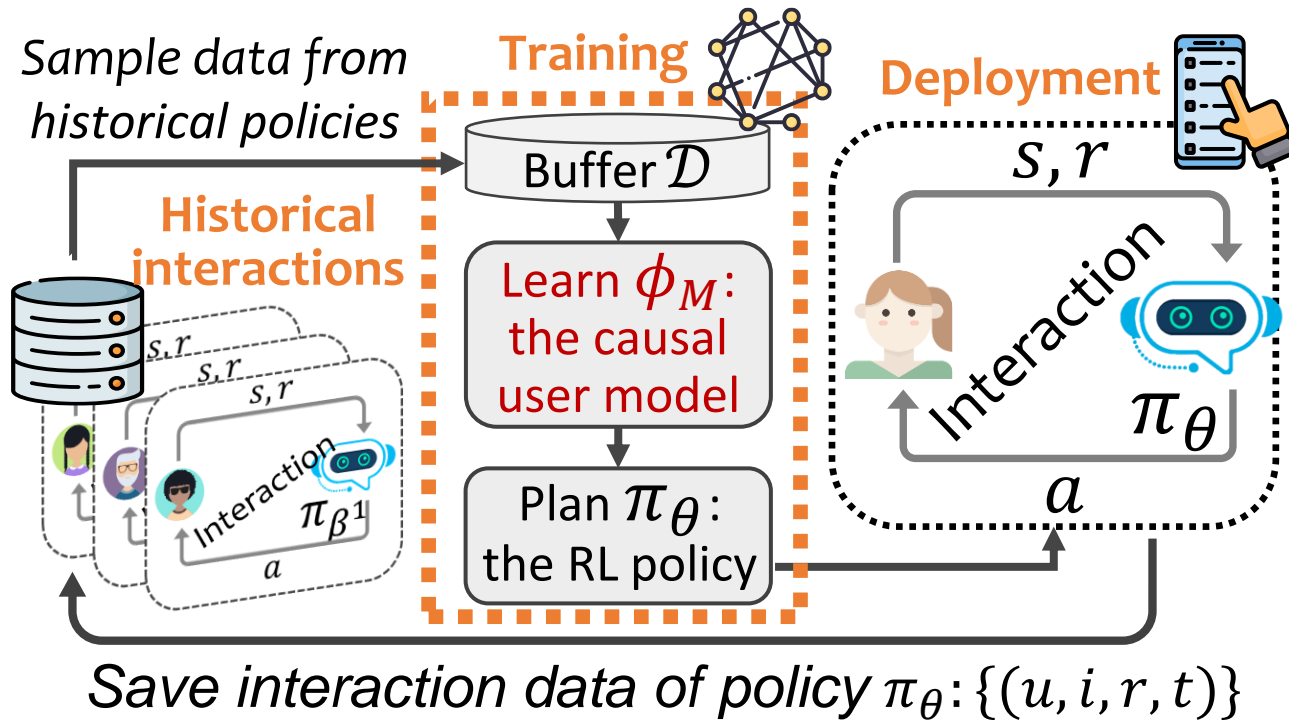 Sample data from
historical policies
Training
Deployment
Buffer 𝒟
Historical
interactions
Learn ϕ_M:
the causal
user model
Plan π_θ:
the RL policy
s, r
s, r
s, r
Interaction
π_β¹
a
s, r
Interaction
π_θ
a
Save interaction data of policy π_θ: {(u, i, r, t)}